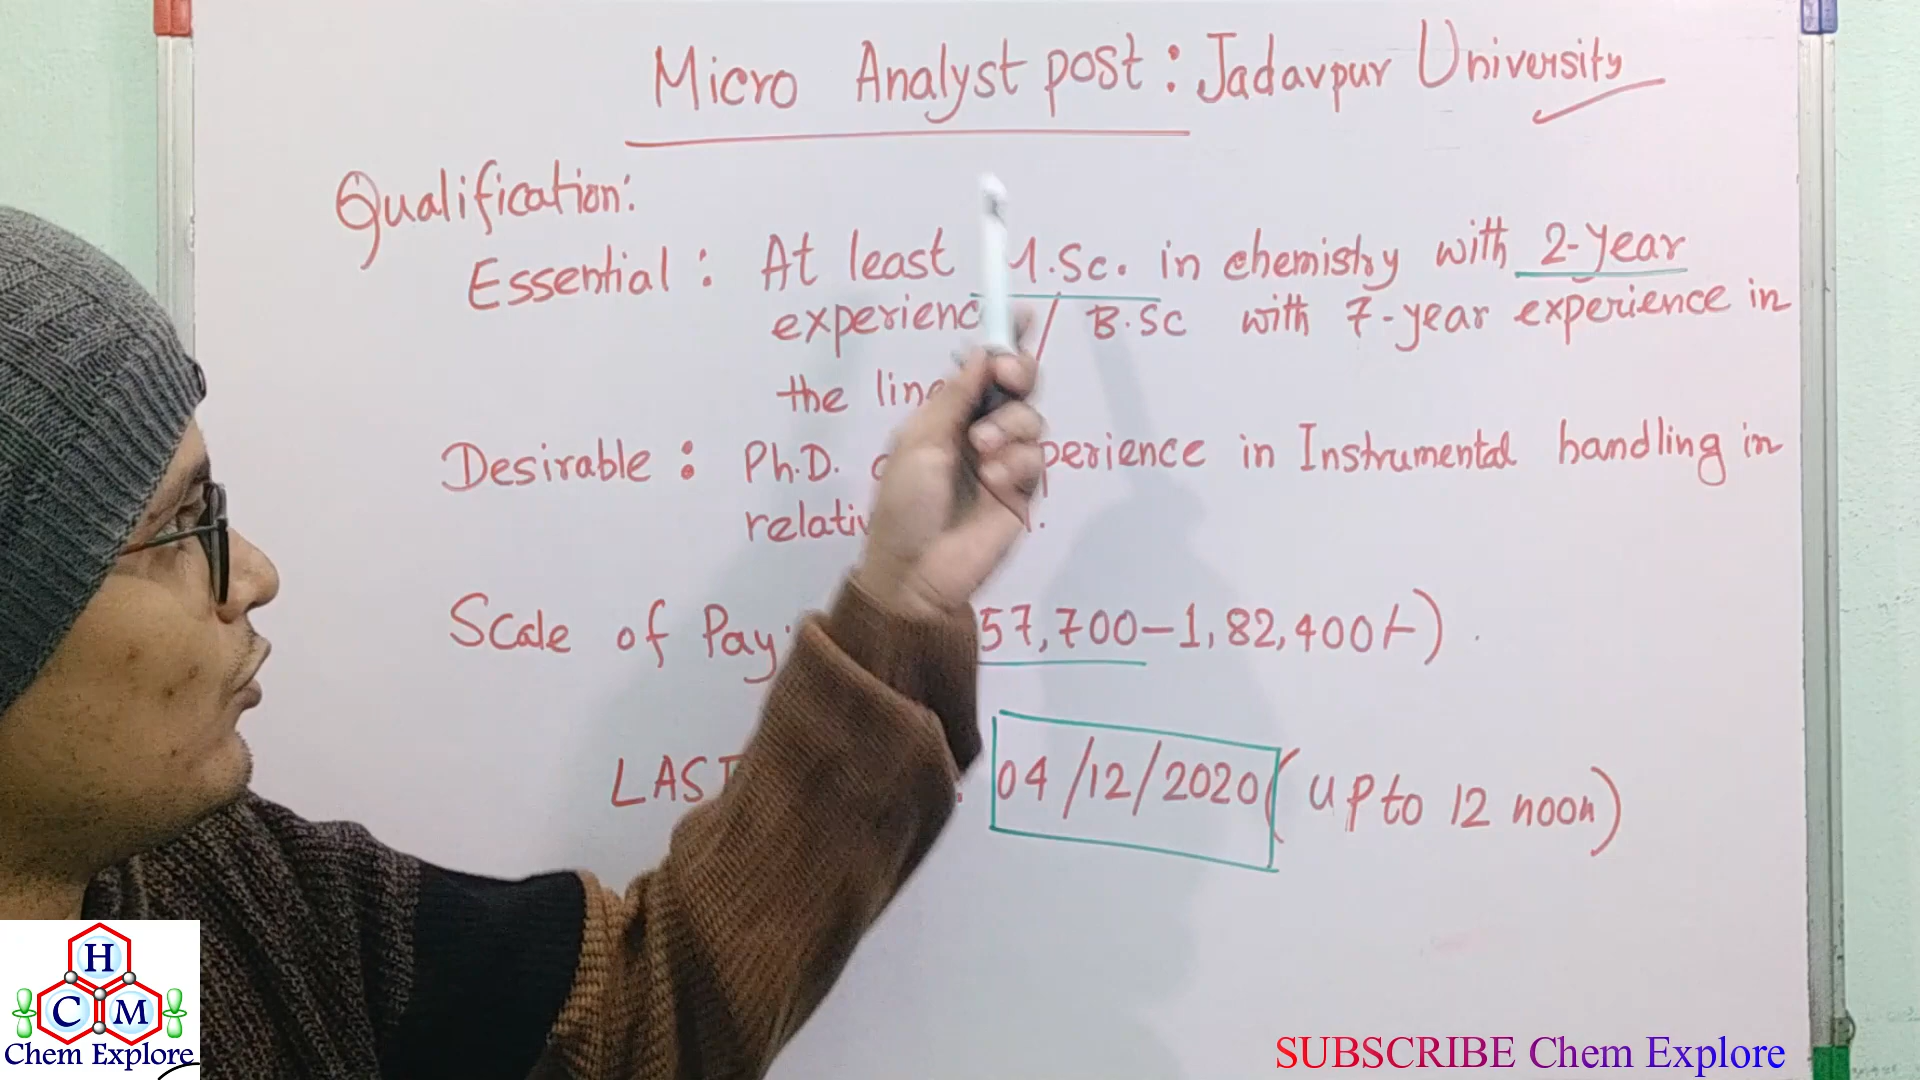 Micro Analyst post: Jadavpur University
Qualification:
Essential: At least M.Sc. in chemistry with 2-Year
experienc / B.SC with 7-year experience in
the line
Desirable: Ph.D. perience in Instrumental handling in
relativ
Scale of Pay: 57,700-1,82,400/-)
LAST 04/12/2020 (UP to 12 noon)
H
C M
Chem Explore
SUBSCRIBE Chem Explore